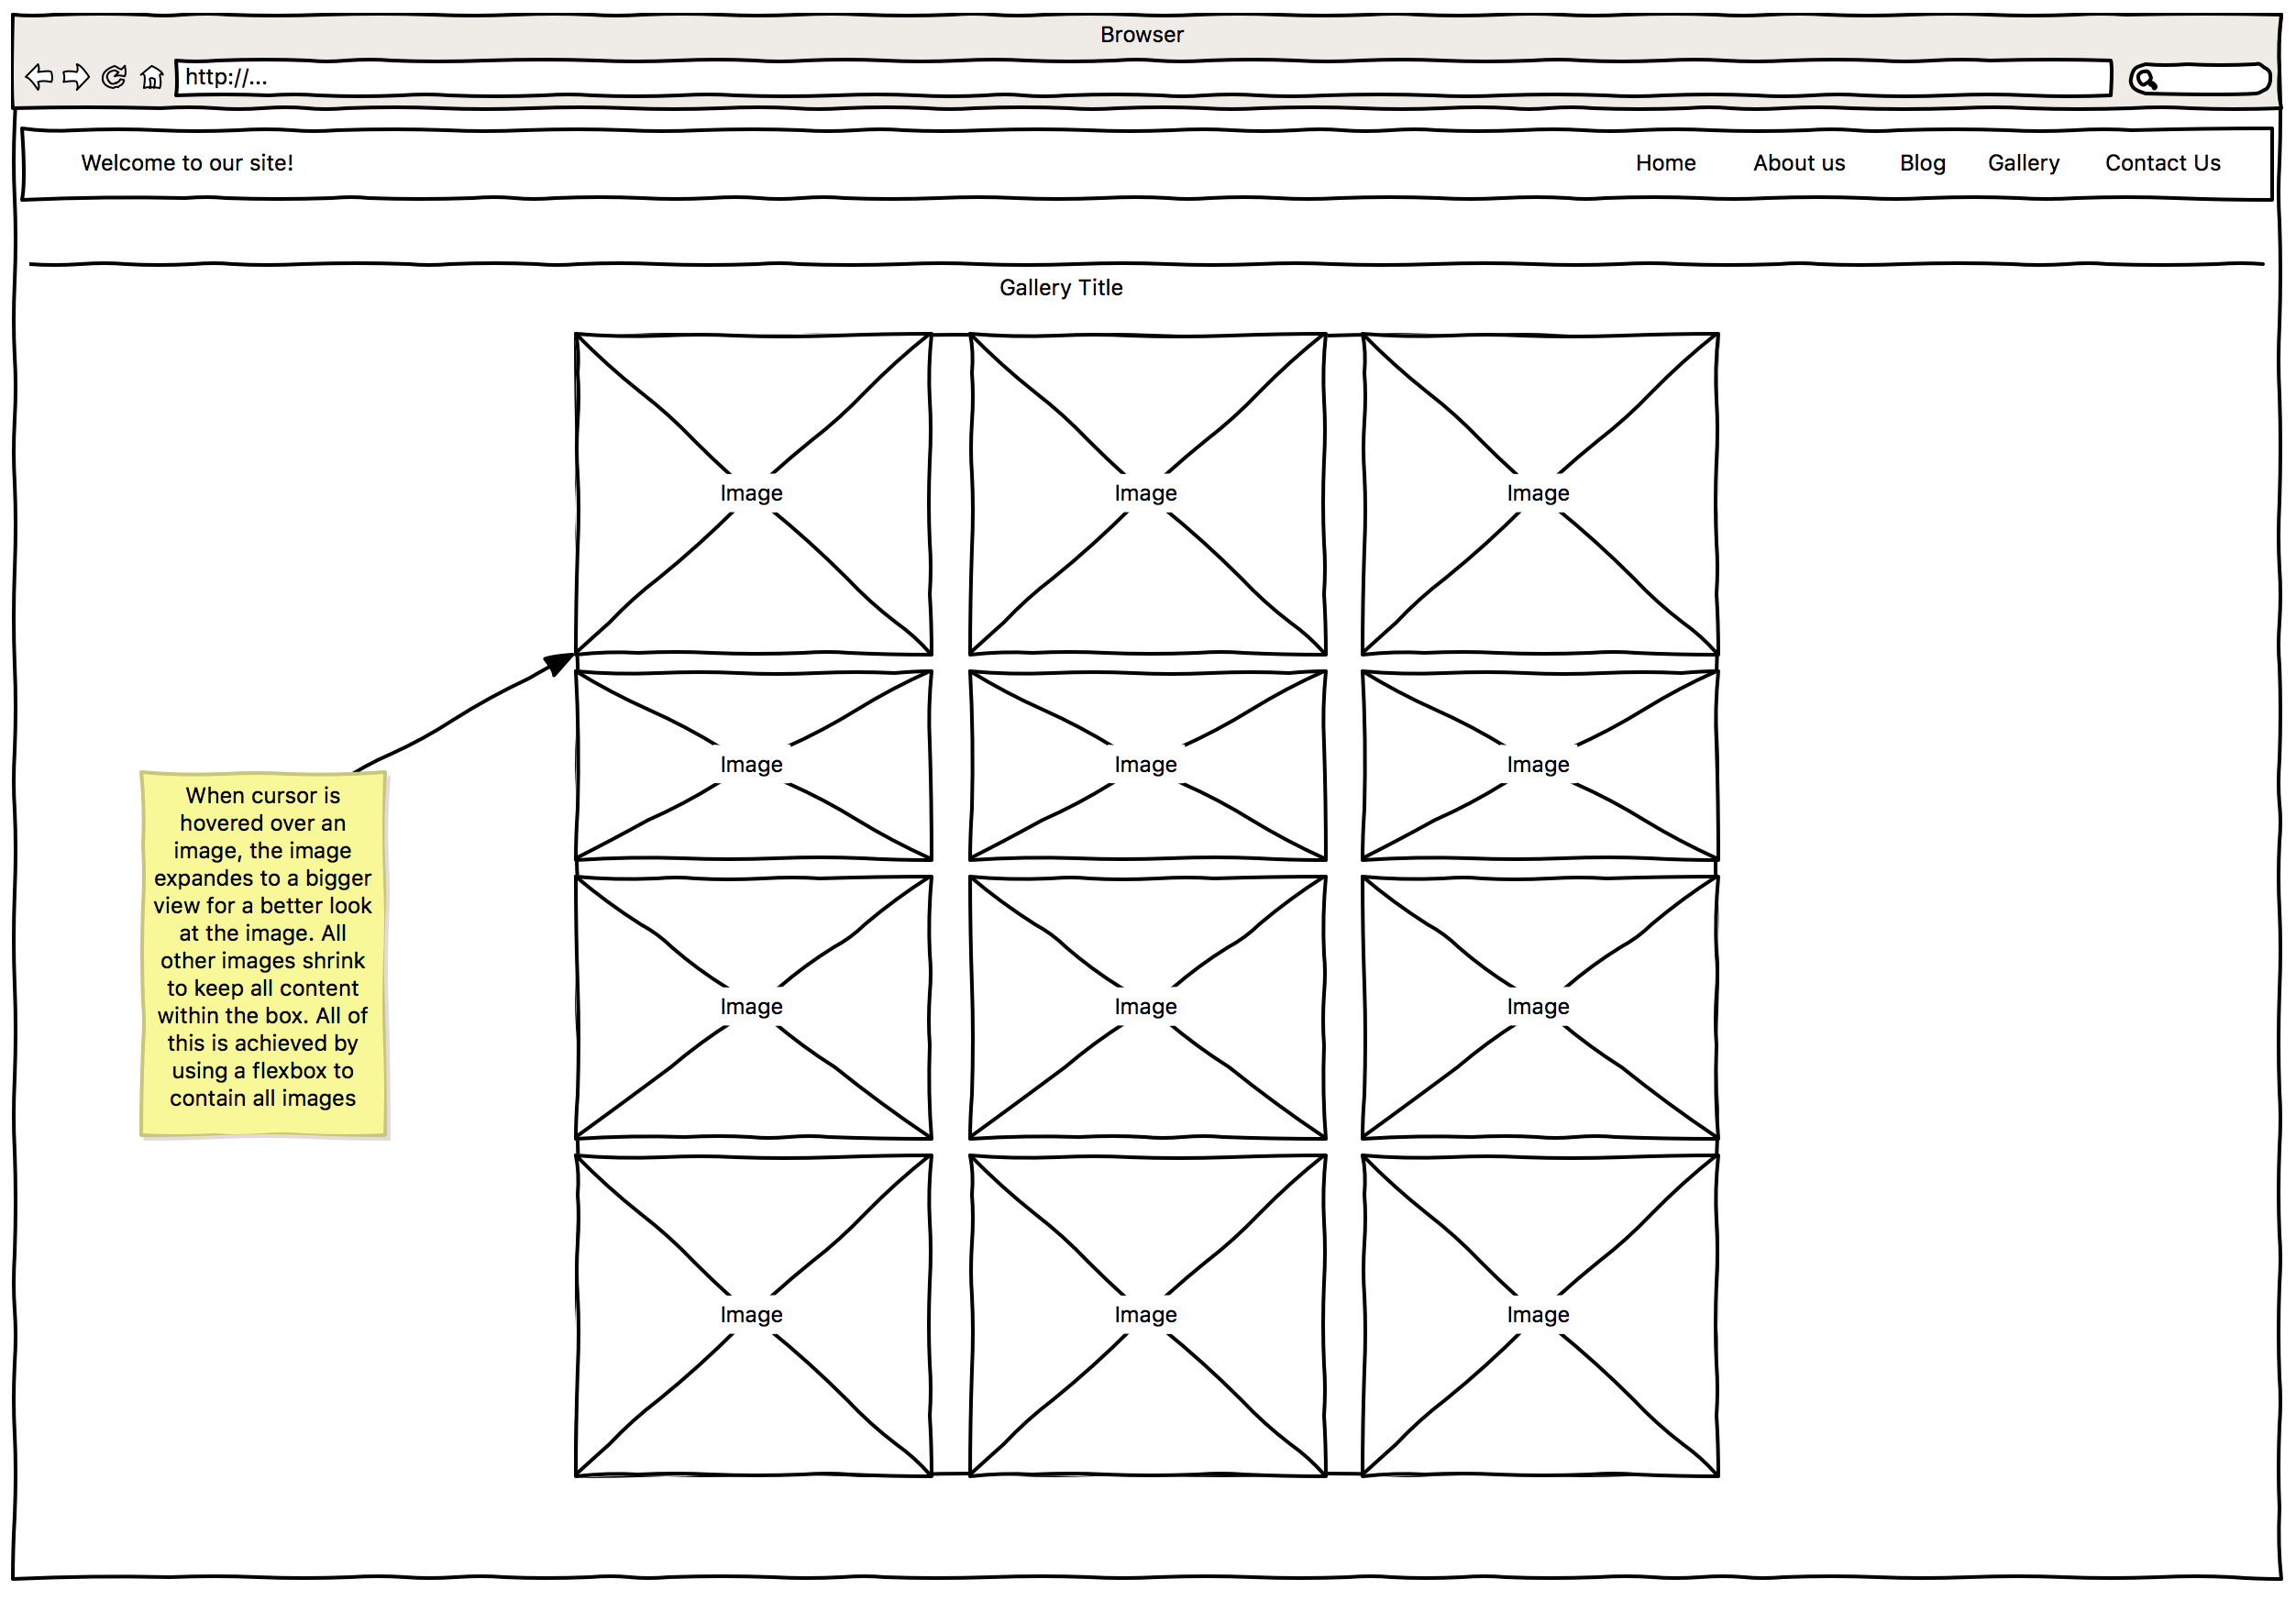 Browser
http://...
Welcome to our site! Home About us Blog Gallery Contact Us
Gallery Title
Image Image Image
Image Image Image
When cursor is
hovered over an
image, the image
expandes to a bigger
view for a better look
at the image. All
other images shrink
to keep all content
within the box. All of
this is achieved by
using a flexbox to
contain all images
Image Image Image
Image Image Image